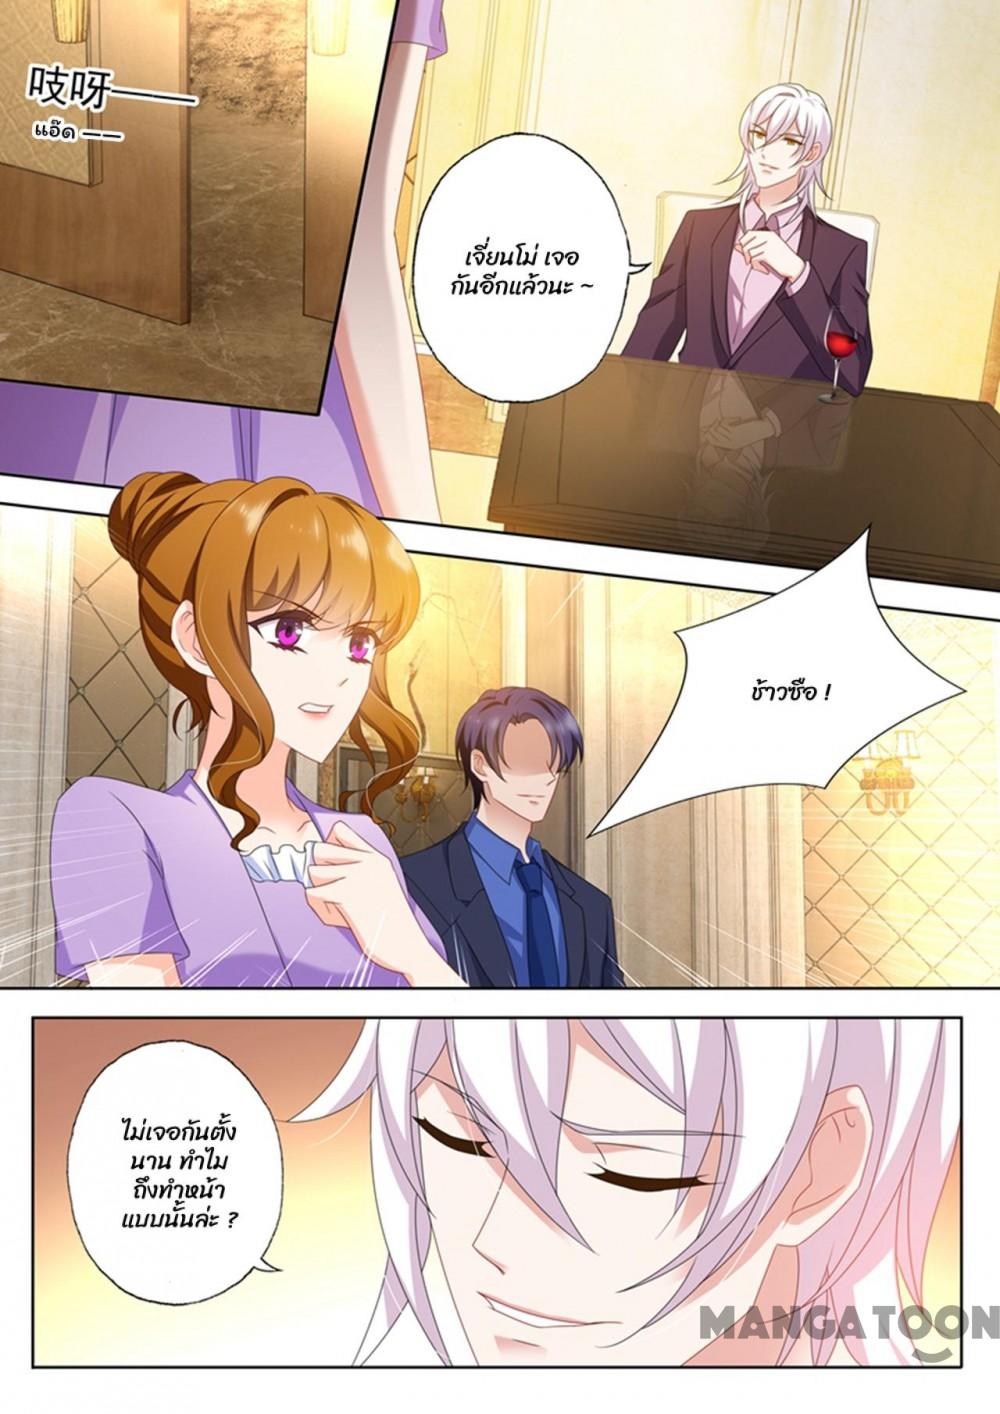 吱呀——
แอ๊ด ——
เจี่ยนโม่ เจอ
กันอีกแล้วนะ ~
ช้าวซือ !
ไม่เจอกันตั้ง
นาน ทำไม
ถึงทำหน้า
แบบนั้นล่ะ ?
MANGATOON